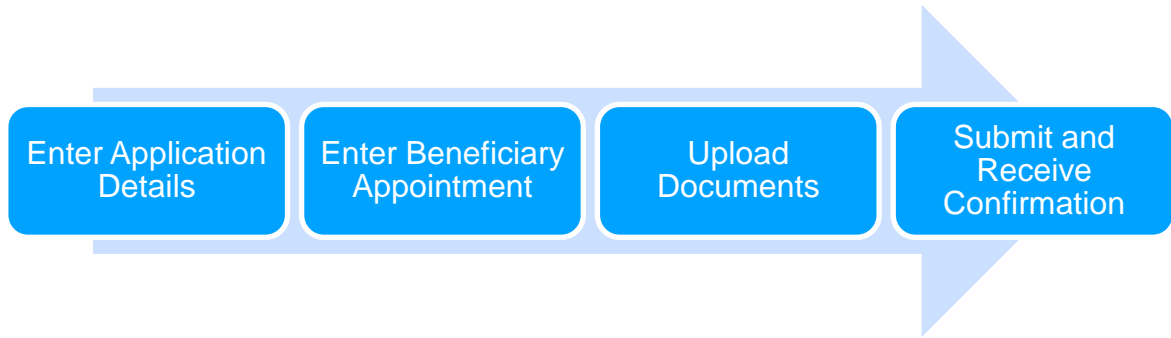 Enter Application
Details
Enter Beneficiary
Appointment
Upload
Documents
Submit and
Receive
Confirmation